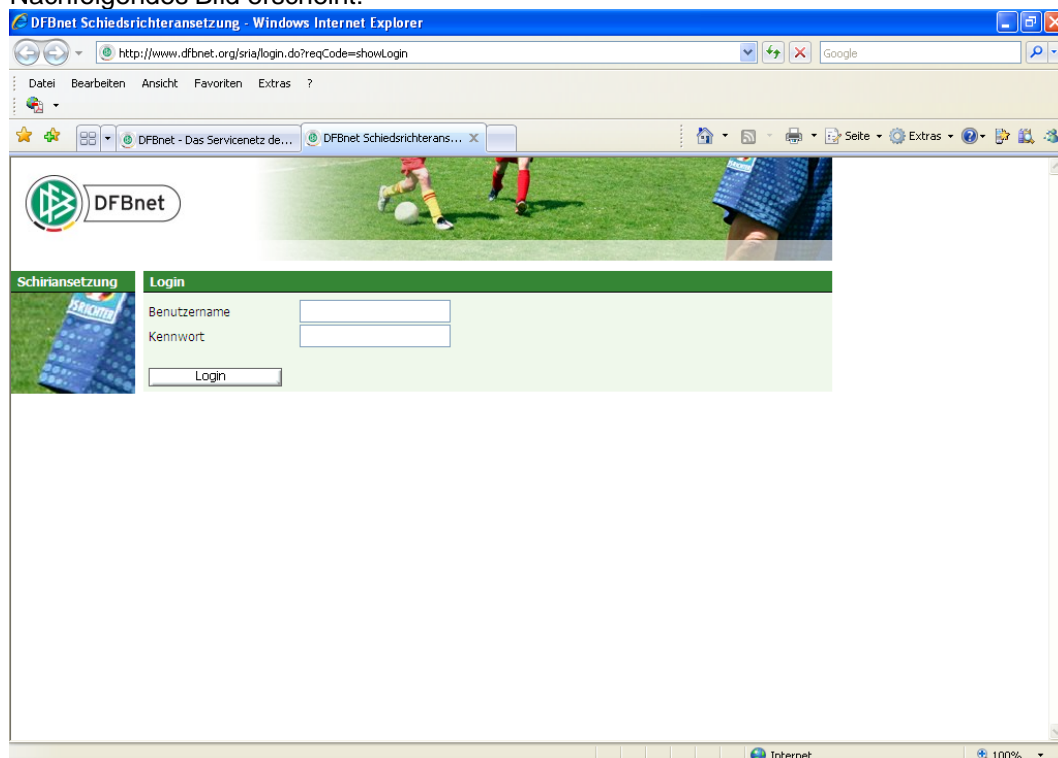 Nachfolgendes Bild erscheint:
DFBnet Schiedsrichteransetzung - Windows Internet Explorer
http://www.dfbnet.org/sria/login.do?reqCode=showLogin
Google
Datei Bearbeiten Ansicht Favoriten Extras ?
DFBnet - Das Servicenetz de...
DFBnet Schiedsrichterans...
Seite
Extras
DFBnet
Schiriansetzung
Login
SRICHTER
Benutzername
Kennwort
Login
Internet
100%